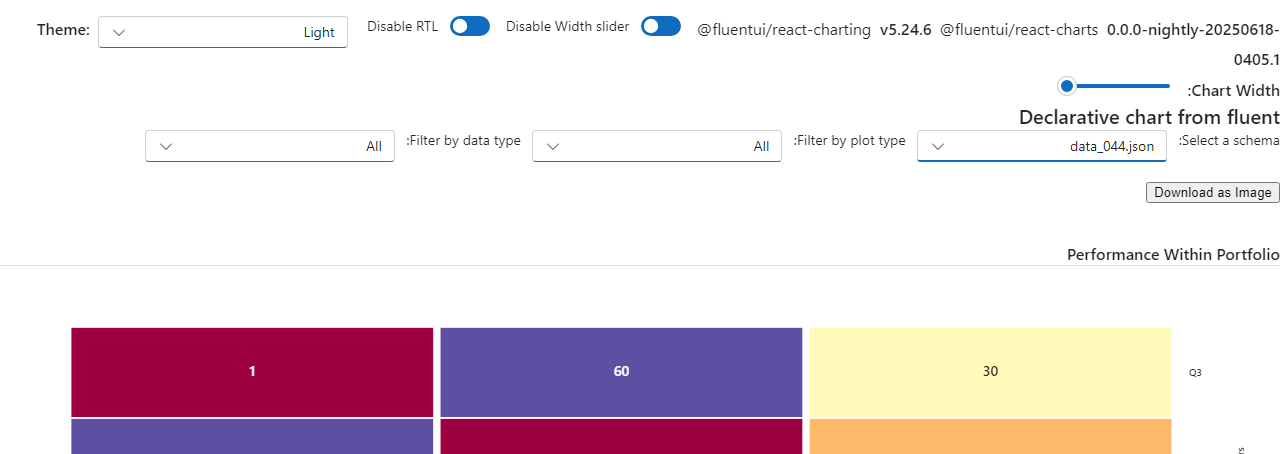 Theme:
Light
Disable RTL
Disable Width slider
@fluentui/react-charting v5.24.6 @fluentui/react-charts 0.0.0-nightly-20250618-
0405.1
:Chart Width
Declarative chart from fluent
:Select a schema
data_044.json
:Filter by plot type
All
:Filter by data type
All
Download as Image
Performance Within Portfolio
1 60 30 Q3